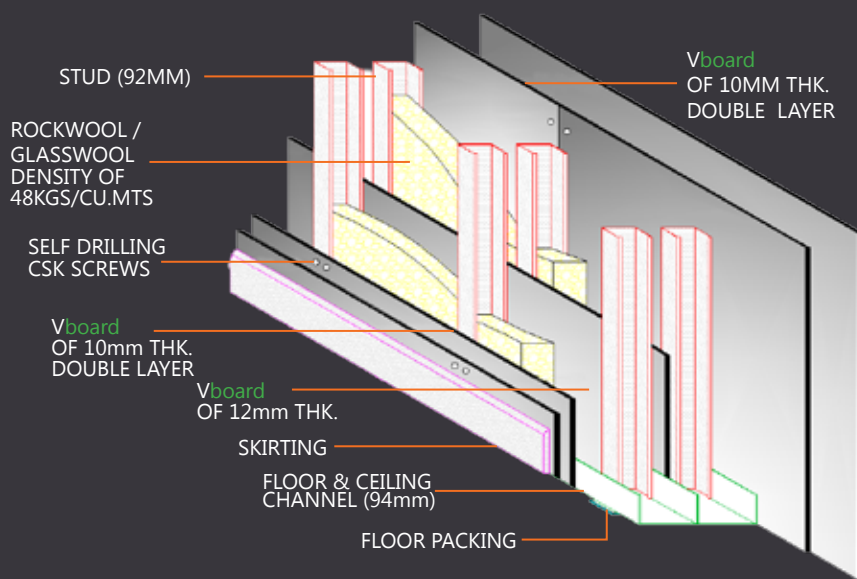 STUD (92MM)
Vboard
OF 10MM THK.
DOUBLE LAYER
ROCKWOOL /
GLASSWOOL
DENSITY OF
48KGS/CU.MTS
SELF DRILLING
CSK SCREWS
Vboard
OF 10mm THK.
DOUBLE LAYER
Vboard
OF 12mm THK.
SKIRTING
FLOOR & CEILING
CHANNEL (94mm)
FLOOR PACKING